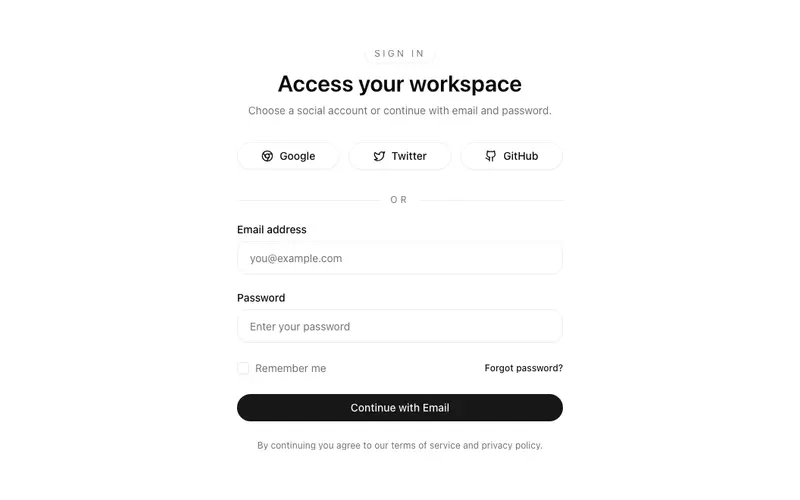 SIGN IN
Access your workspace
Choose a social account or continue with email and password.
Google Twitter GitHub
OR
Email address
you@example.com
Password
Enter your password
Remember me Forgot password?
Continue with Email
By continuing you agree to our terms of service and privacy policy.